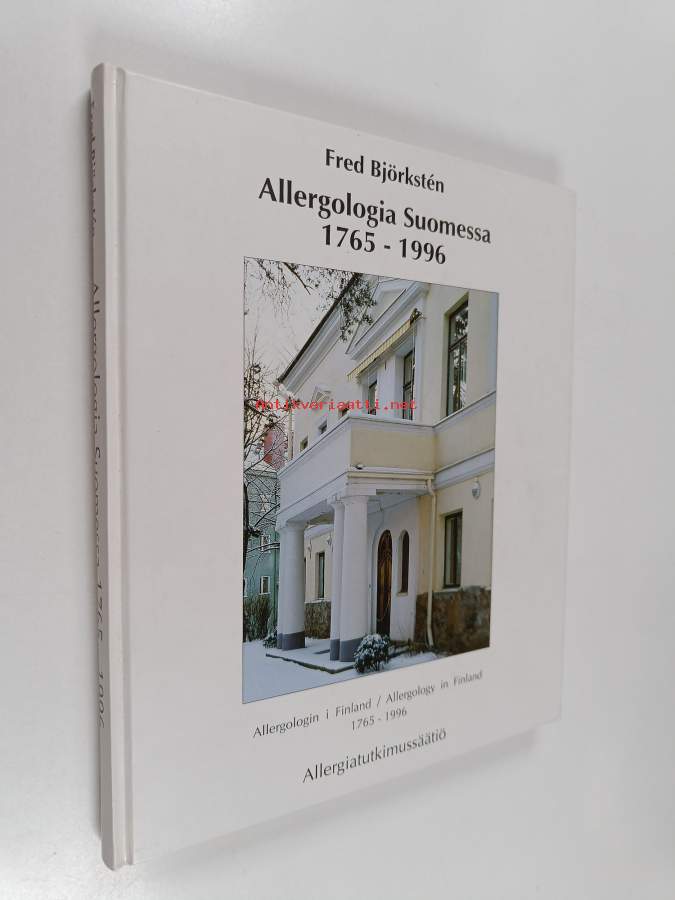 Fred Björkstén
Allergologia Suomessa
1765 - 1996
Antikvariaatti.net
Allergologin i Finland / Allergology in Finland
1765 - 1996
Allergiatutkimussäätiö
Fred Björkstén Allergologia Suomessa 1765 - 1996